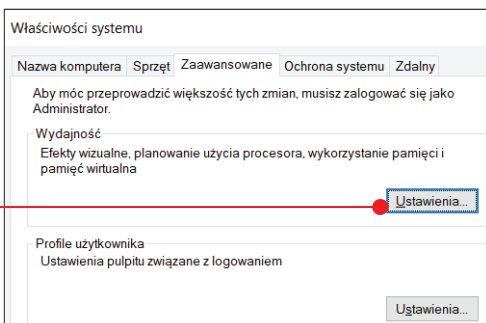 Właściwości systemu
Nazwa komputera Sprzęt Zaawansowane Ochrona systemu Zdalny
Aby móc przeprowadzić większość tych zmian, musisz zalogować się jako
Administrator.
Wydajność
Efekty wizualne, planowanie użycia procesora, wykorzystanie pamięci i
pamięć wirtualna
Ustawienia...
Profile użytkownika
Ustawienia pulpitu związane z logowaniem
Ustawienia...